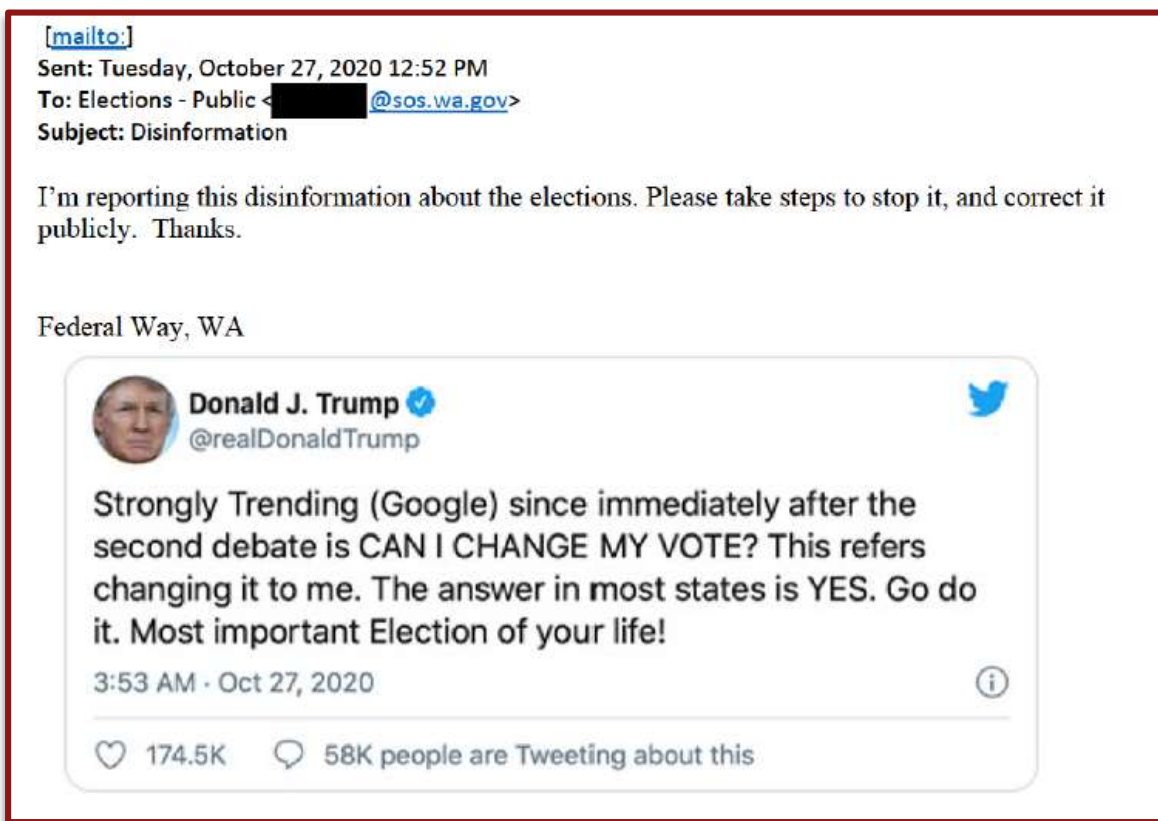 [mailto:]
Sent: Tuesday, October 27, 2020 12:52 PM
To: Elections - Public < @sos.wa.gov>
Subject: Disinformation
I'm reporting this disinformation about the elections. Please take steps to stop it, and correct it
publicly. Thanks.
Federal Way, WA
Donald J. Trump
@realDonaldTrump
Strongly Trending (Google) since immediately after the
second debate is CAN I CHANGE MY VOTE? This refers
changing it to me. The answer in most states is YES. Go do
it. Most important Election of your life!
3:53 AM · Oct 27, 2020
174.5K 58K people are Tweeting about this